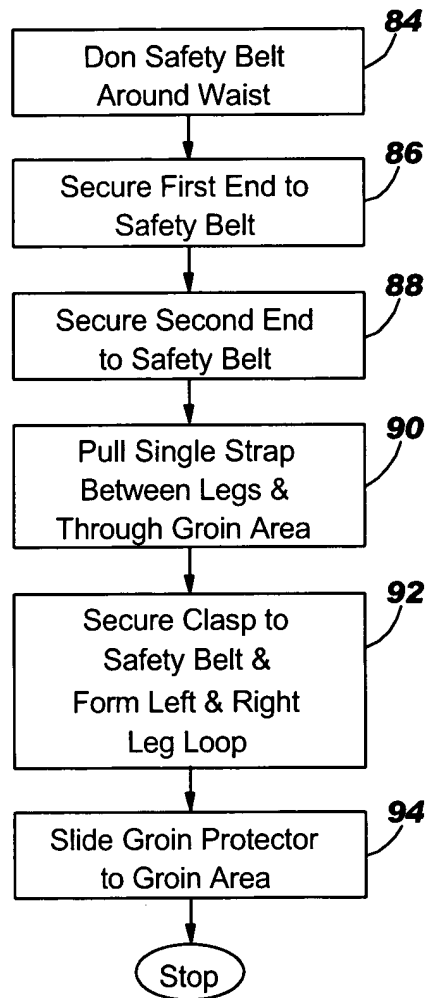 84
Don Safety Belt
Around Waist
86
Secure First End to
Safety Belt
88
Secure Second End
to Safety Belt
90
Pull Single Strap
Between Legs &
Through Groin Area
92
Secure Clasp to
Safety Belt &
Form Left & Right
Leg Loop
94
Slide Groin Protector
to Groin Area
Stop